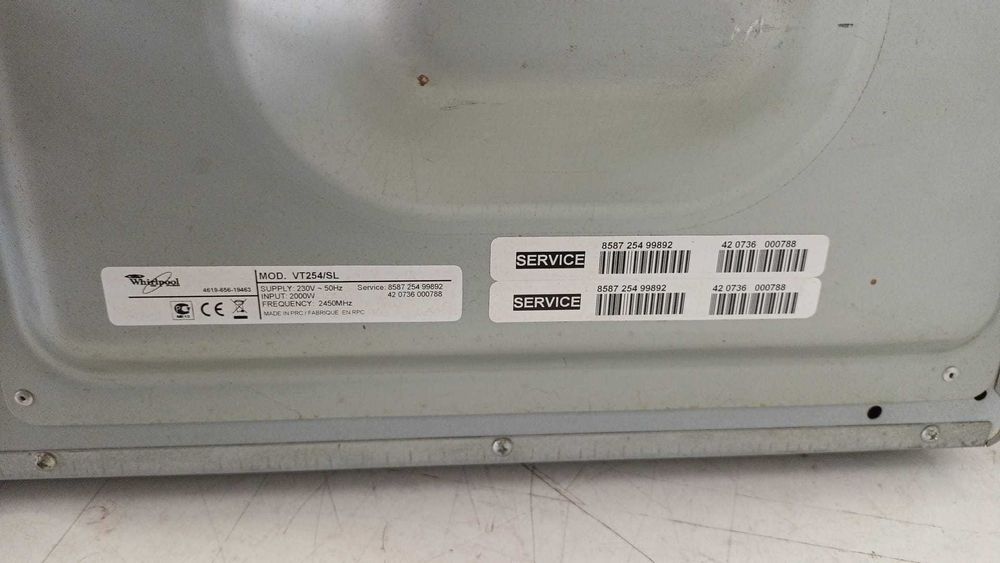 Whirlpool
4619-656-19463
MOD. VT254/SL
SUPPLY: 230V ~ 50Hz Service: 8587 254 99892
INPUT: 2000W 42 0736 000788
FREQUENCY: 2450MHz
MADE IN PRC / FABRIQUE EN RPC
CE
SERVICE 8587 254 99892 42 0736 000788
SERVICE 8587 254 99892 42 0736 000788